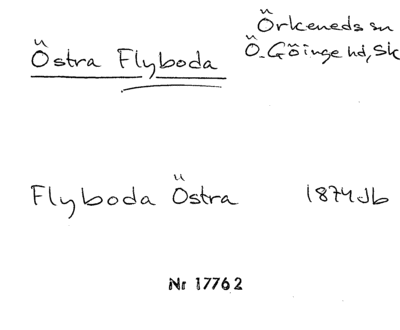 Örkeneds sn
Östra Flyboda
Ö. Göinge hd, Sk
Flyboda Östra 1874 Jb
Nr 17762